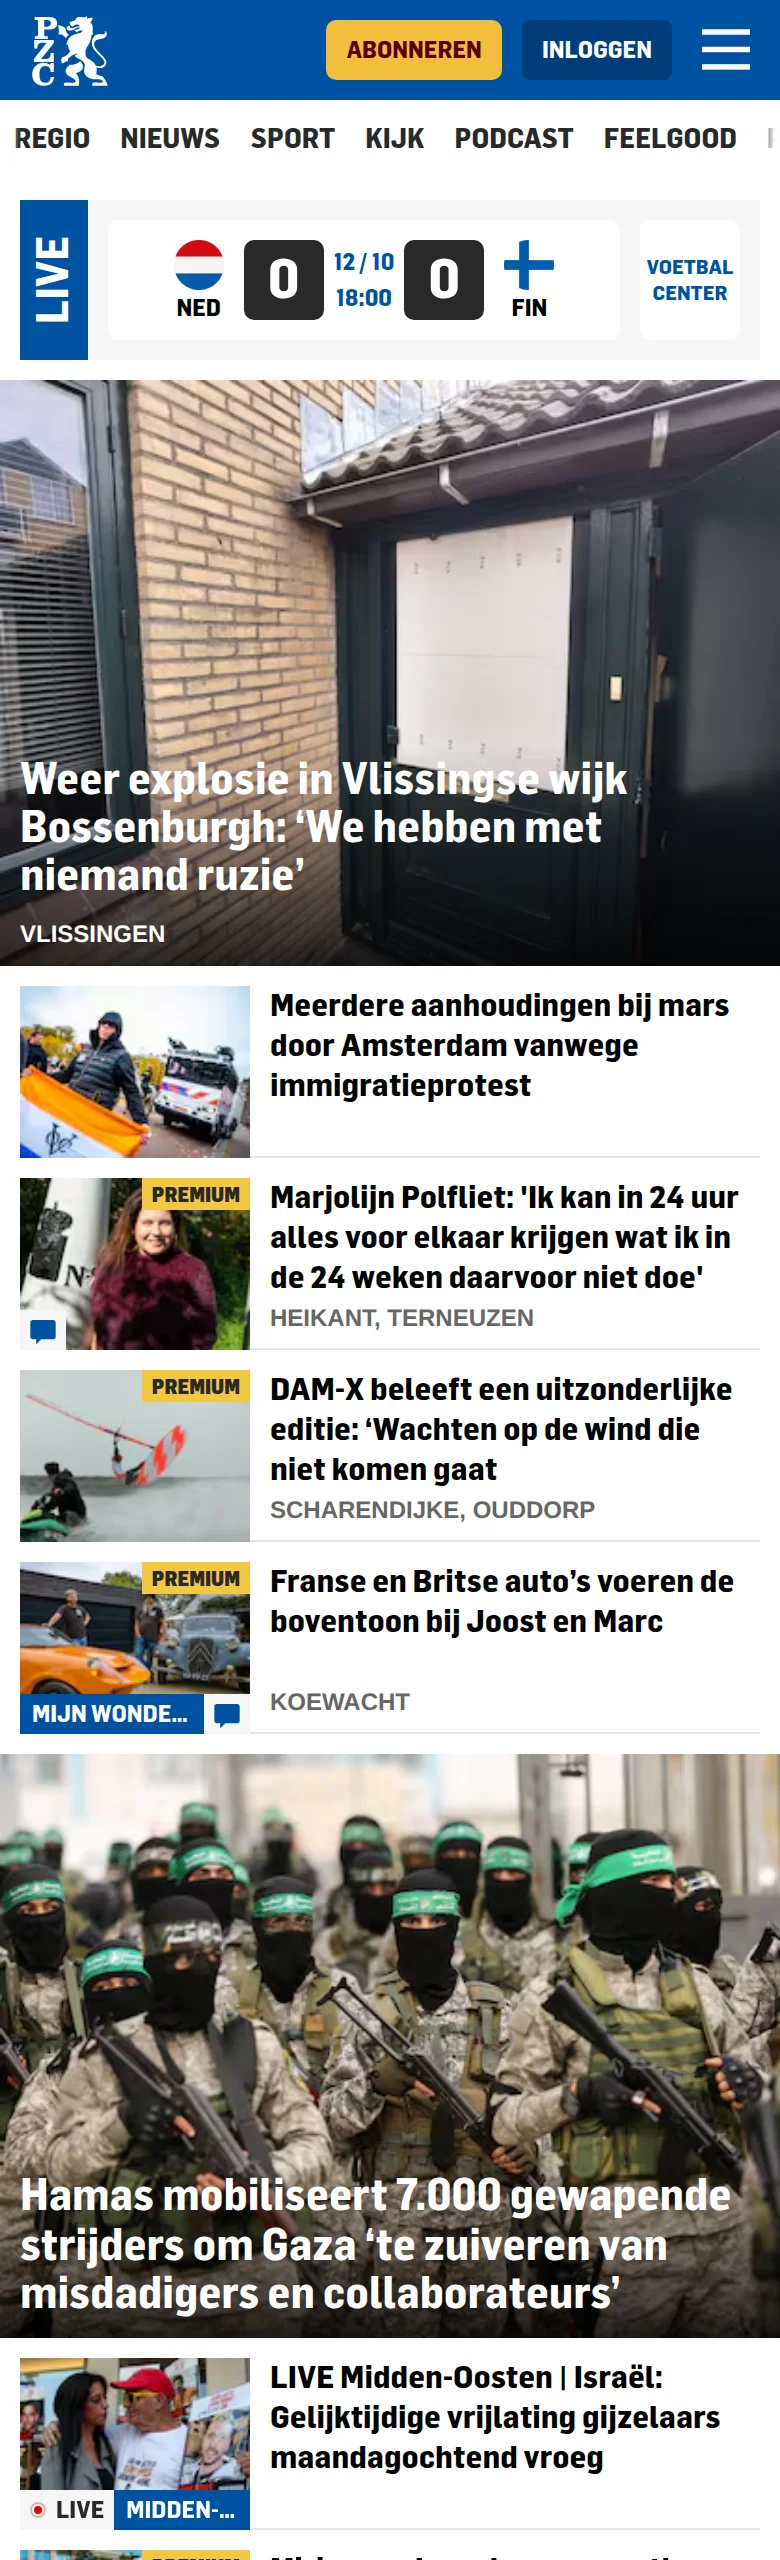 PZC
ABONNEREN
INLOGGEN
REGIO NIEUWS SPORT KIJK PODCAST FEELGOOD
LIVE
NED
0
12 / 10
18:00
0
FIN
VOETBAL
CENTER
Weer explosie in Vlissingse wijk
Bossenburgh: ‘We hebben met
niemand ruzie’
VLISSINGEN
Meerdere aanhoudingen bij mars
door Amsterdam vanwege
immigratieprotest
PREMIUM
Marjolijn Polfliet: 'Ik kan in 24 uur
alles voor elkaar krijgen wat ik in
de 24 weken daarvoor niet doe'
HEIKANT, TERNEUZEN
PREMIUM
DAM-X beleeft een uitzonderlijke
editie: ‘Wachten op de wind die
niet komen gaat
SCHARENDIJKE, OUDDORP
PREMIUM
MIJN WONDE...
Franse en Britse auto’s voeren de
boventoon bij Joost en Marc
KOEWACHT
Hamas mobiliseert 7.000 gewapende
strijders om Gaza ‘te zuiveren van
misdadigers en collaborateurs’
LIVE
MIDDEN-...
LIVE Midden-Oosten | Israël:
Gelijktijdige vrijlating gijzelaars
maandagochtend vroeg